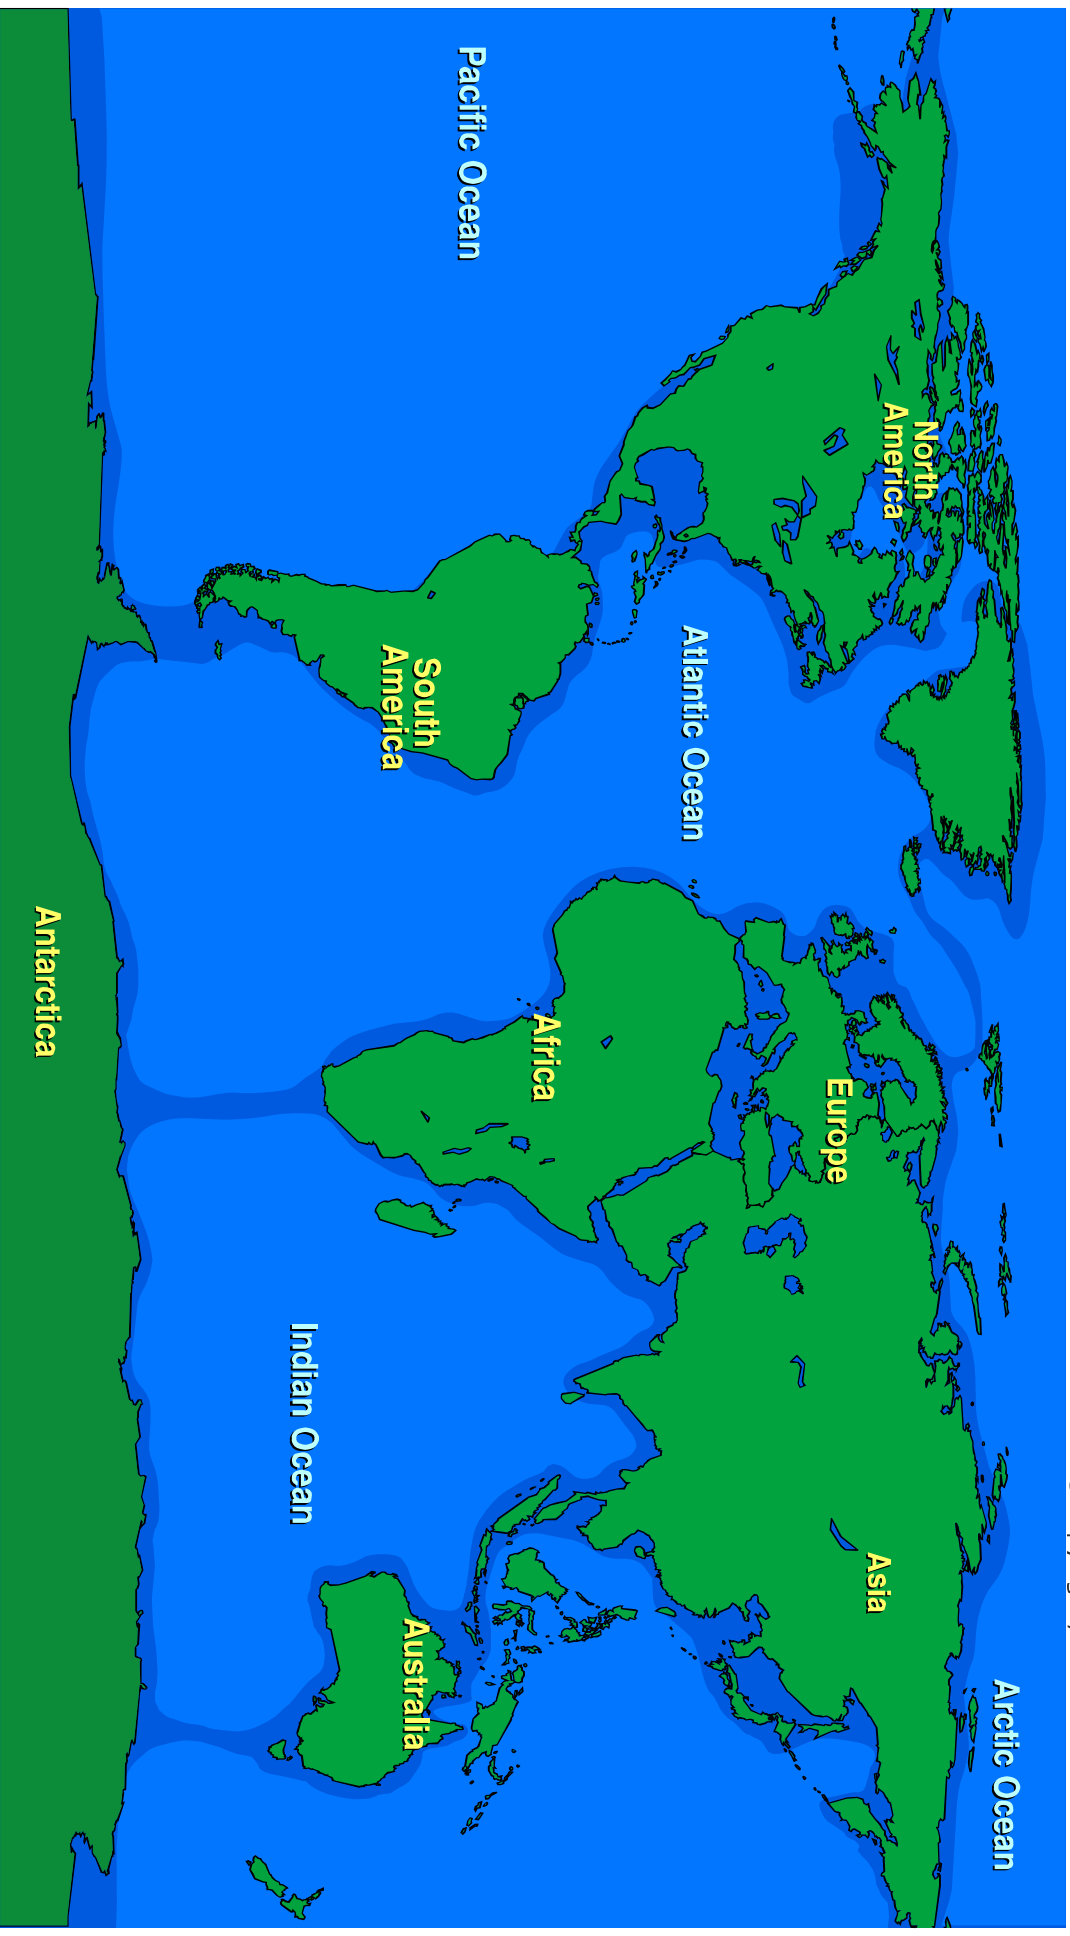 Arctic Ocean
North
America
Europe
Asia
Atlantic Ocean
Pacific Ocean
Africa
South
America
Indian Ocean
Australia
Antarctica